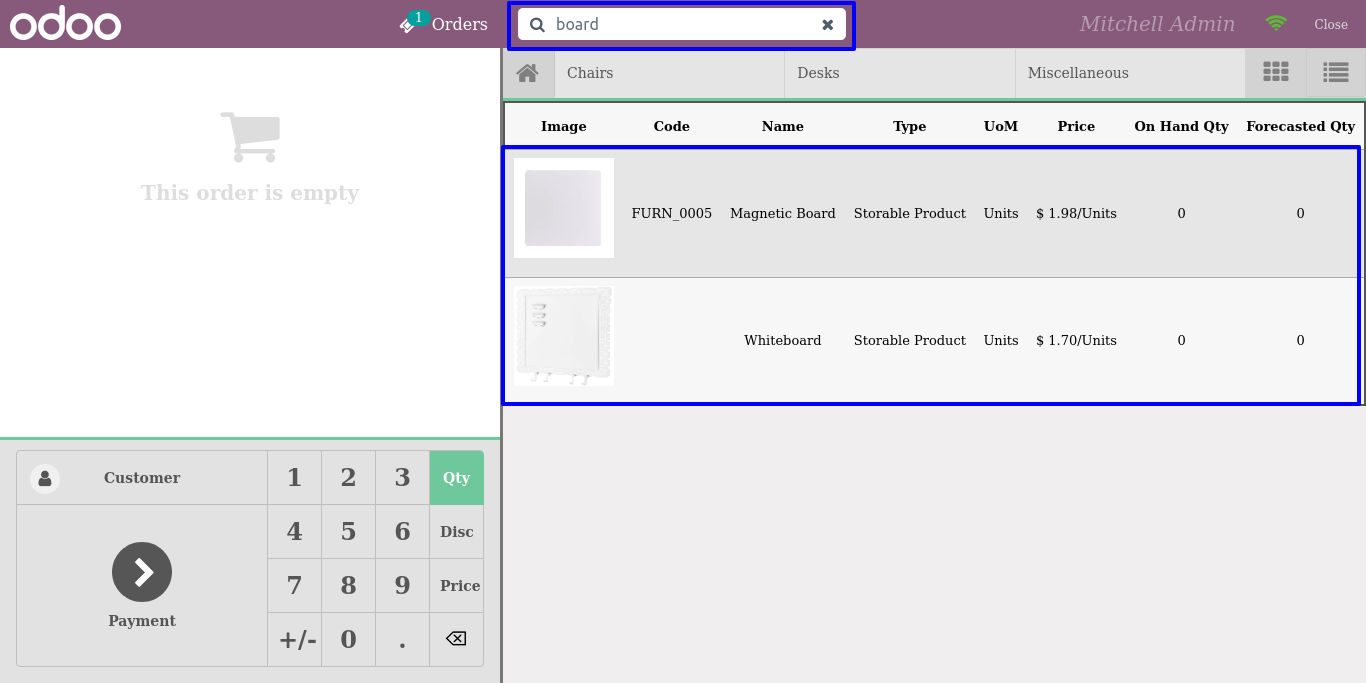 odoo
1
Orders
board
Mitchell Admin
Close
Chairs
Desks
Miscellaneous
This order is empty
Image Code Name Type UoM Price On Hand Qty Forecasted Qty
FURN_0005 Magnetic Board Storable Product Units $ 1.98/Units 0 0
Whiteboard Storable Product Units $ 1.70/Units 0 0
Customer
1 2 3 Qty
4 5 6 Disc
7 8 9 Price
+/- 0 .
Payment